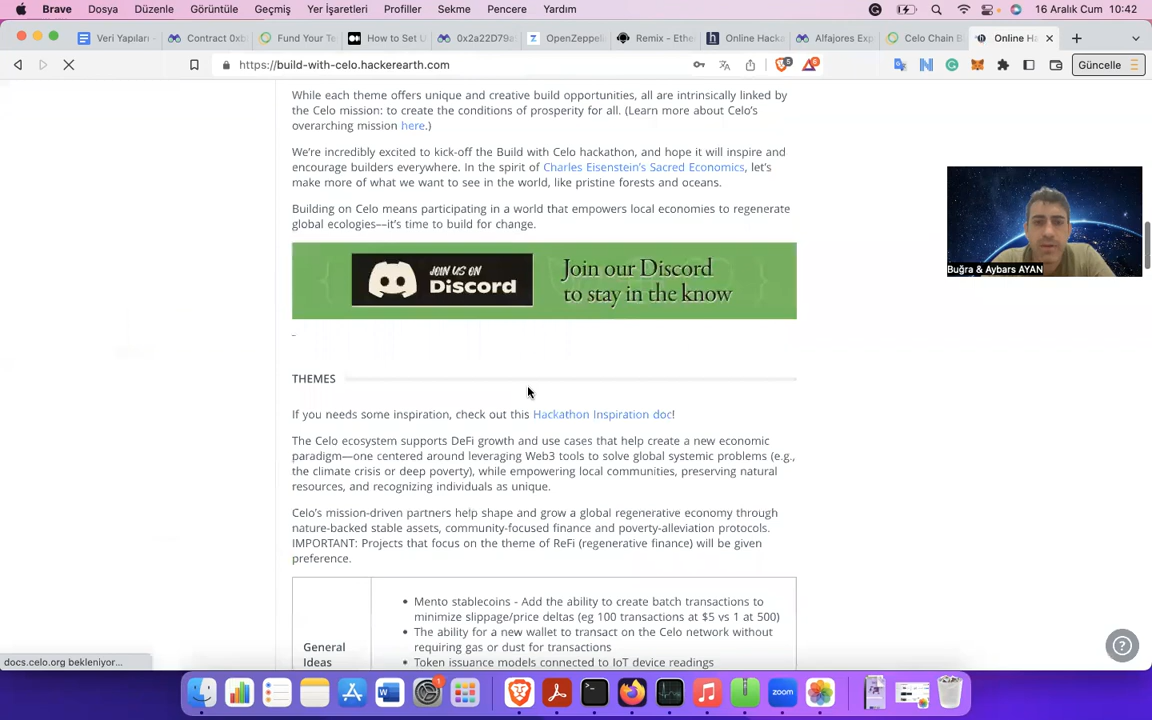 Brave Dosya Düzenle Görüntüle Geçmiş Yer İşaretleri Profiller Sekme Pencere Yardım 16 Aralık Cum 10:42
Veri Yapıları Contract 0xb Fund Your Te How to Set U 0x2a22D79a OpenZeppeli Remix - Ethe Online Hacka Alfajores Exp Celo Chain B Online Ha
https://build-with-celo.hackerearth.com
5
6
Güncelle
While each theme offers unique and creative build opportunities, all are intrinsically linked by
the Celo mission: to create the conditions of prosperity for all. (Learn more about Celo's
overarching mission here.)
We're incredibly excited to kick-off the Build with Celo hackathon, and hope it will inspire and
encourage builders everywhere. In the spirit of Charles Eisenstein's Sacred Economics, let's
make more of what we want to see in the world, like pristine forests and oceans.
Building on Celo means participating in a world that empowers local economies to regenerate
global ecologies—it's time to build for change.
JOIN US ON
Discord
Join our Discord
to stay in the know
Buğra & Aybars AYAN
THEMES
If you needs some inspiration, check out this Hackathon Inspiration doc!
The Celo ecosystem supports DeFi growth and use cases that help create a new economic
paradigm—one centered around leveraging Web3 tools to solve global systemic problems (e.g.,
the climate crisis or deep poverty), while empowering local communities, preserving natural
resources, and recognizing individuals as unique.
Celo's mission-driven partners help shape and grow a global regenerative economy through
nature-backed stable assets, community-focused finance and poverty-alleviation protocols.
IMPORTANT: Projects that focus on the theme of ReFi (regenerative finance) will be given
preference.
General
Ideas
• Mento stablecoins - Add the ability to create batch transactions to
minimize slippage/price deltas (eg 100 transactions at $5 vs 1 at 500)
• The ability for a new wallet to transact on the Celo network without
requiring gas or dust for transactions
• Token issuance models connected to IoT device readings
docs.celo.org bekleniyor...
1
zoom